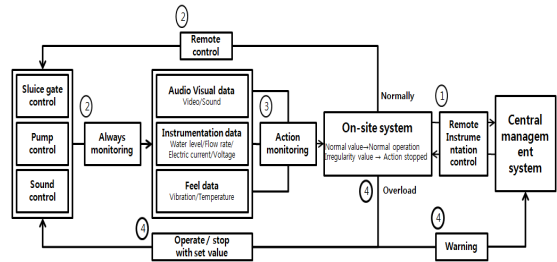 ②
Remote
control
Sluice gate
control
Pump
control
Sound
control
②
Always
monitoring
Audio Visual data
Video/Sound
Instrumentation data
Water level/Flow rate/
Electric current/Voltage
Feel data
Vibration/Temperature
③
Action
monitoring
Normally
On-site system
Normal value→Normal operation
Irregularity value → Action stopped
④
Overload
①
Remote
Instrume
ntation
control
Central
managem
ent
system
④
Operate / stop
with set value
④
Warning